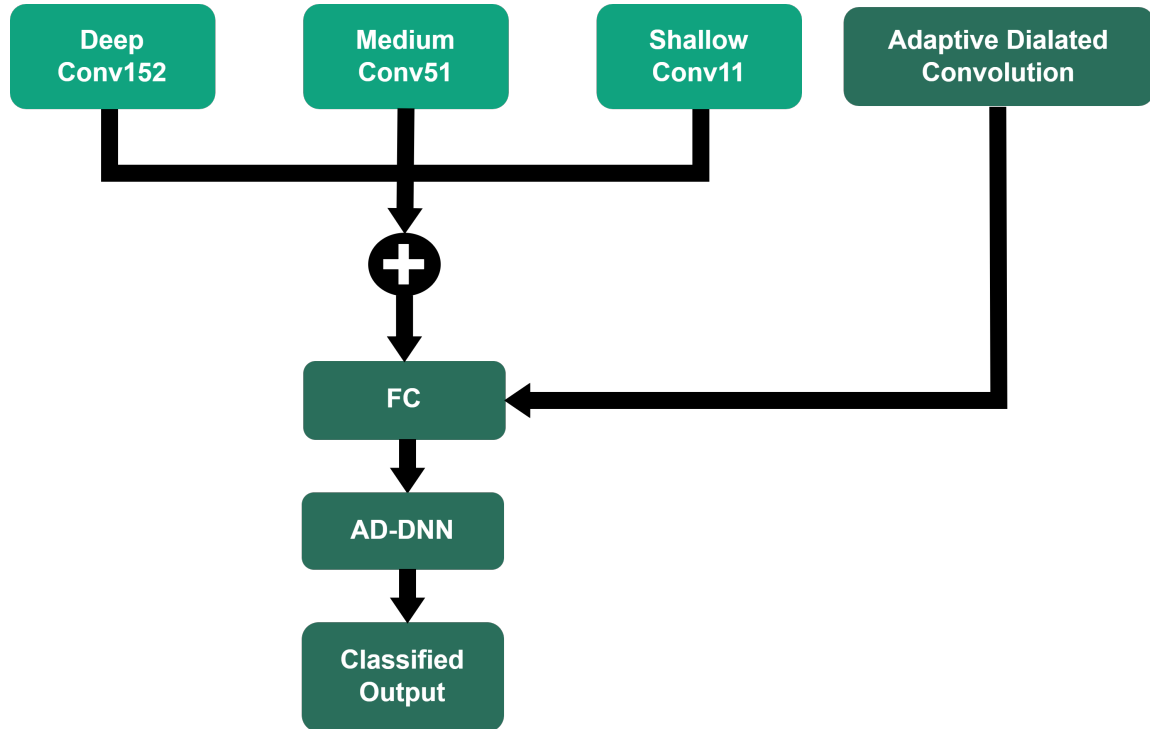 Deep
Conv152
Medium
Conv51
Shallow
Conv11
Adaptive Dialated
Convolution
FC
AD-DNN
Classified
Output